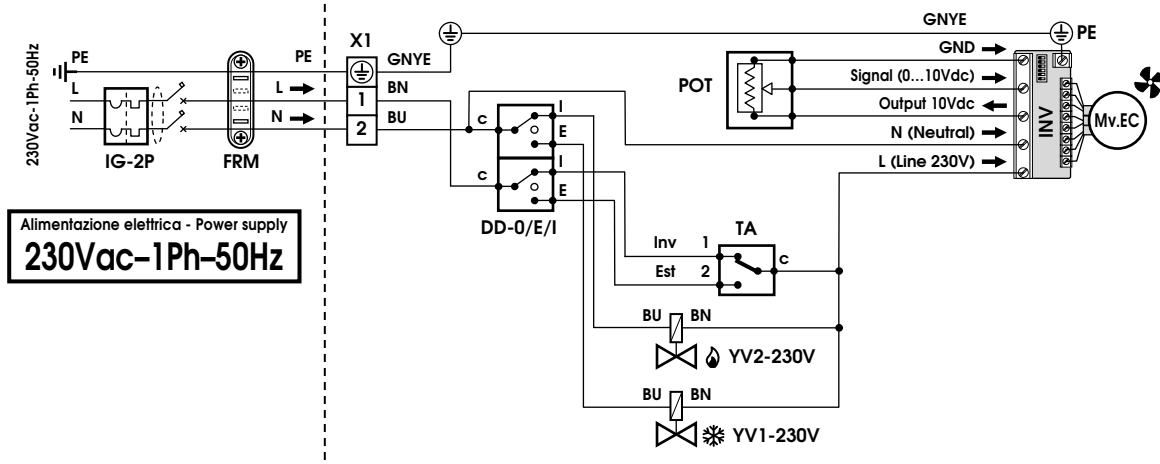 230Vac-1Ph-50Hz
PE
L
N
IG-2P
FRM
PE
L
N
X1
1
2
GNYE
BN
BU
GNYE
PE
GND
Signal (0...10Vdc)
Output 10Vdc
N (Neutral)
L (Line 230V)
POT
INV
Mv.EC
c
I
E
c
I
E
DD-0/E/I
Alimentazione elettrica - Power supply
230Vac–1Ph–50Hz
TA
Inv 1
Est 2
c
BU BN
YV2-230V
BU BN
YV1-230V